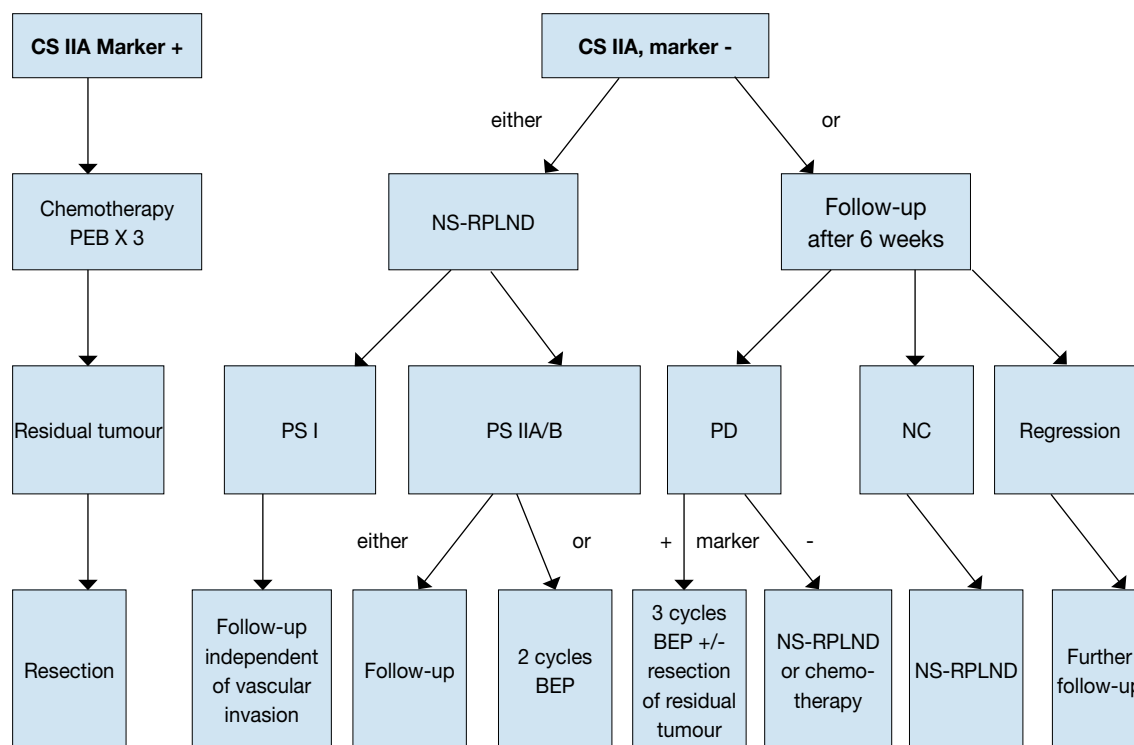 CS IIA Marker +
CS IIA, marker -
either
or
Chemotherapy
PEB X 3
NS-RPLND
Follow-up
after 6 weeks
Residual tumour
PS I
PS IIA/B
PD
NC
Regression
either
or
+ marker -
Resection
Follow-up
independent
of vascular
invasion
Follow-up
2 cycles
BEP
3 cycles
BEP +/-
resection
of residual
tumour
NS-RPLND
or chemo-
therapy
NS-RPLND
Further
follow-up